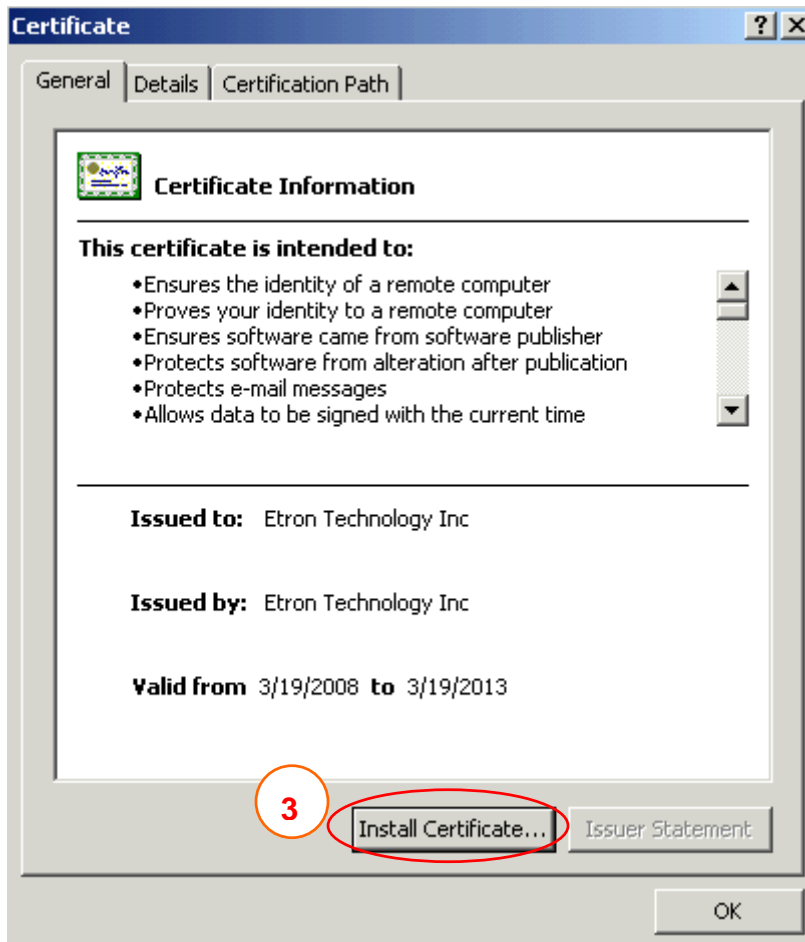 Certificate
General Details Certification Path
Certificate Information
This certificate is intended to:
•Ensures the identity of a remote computer
•Proves your identity to a remote computer
•Ensures software came from software publisher
•Protects software from alteration after publication
•Protects e-mail messages
•Allows data to be signed with the current time
Issued to: Etron Technology Inc
Issued by: Etron Technology Inc
Valid from 3/19/2008 to 3/19/2013
3
Install Certificate... Issuer Statement
OK